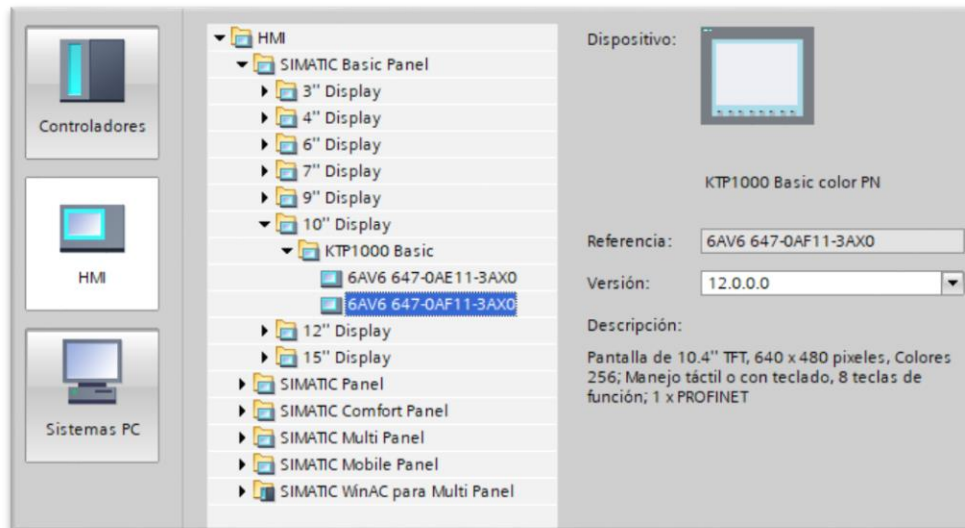 Controladores
HMI
Sistemas PC
HMI
SIMATIC Basic Panel
3'' Display
4'' Display
6'' Display
7'' Display
9'' Display
10'' Display
KTP1000 Basic
6AV6 647-0AE11-3AX0
6AV6 647-0AF11-3AX0
12'' Display
15'' Display
SIMATIC Panel
SIMATIC Comfort Panel
SIMATIC Multi Panel
SIMATIC Mobile Panel
SIMATIC WinAC para Multi Panel
Dispositivo:
KTP1000 Basic color PN
Referencia: 6AV6 647-0AF11-3AX0
Versión: 12.0.0.0
Descripción:
Pantalla de 10.4'' TFT, 640 x 480 pixeles, Colores
256; Manejo táctil o con teclado, 8 teclas de
función; 1 x PROFINET